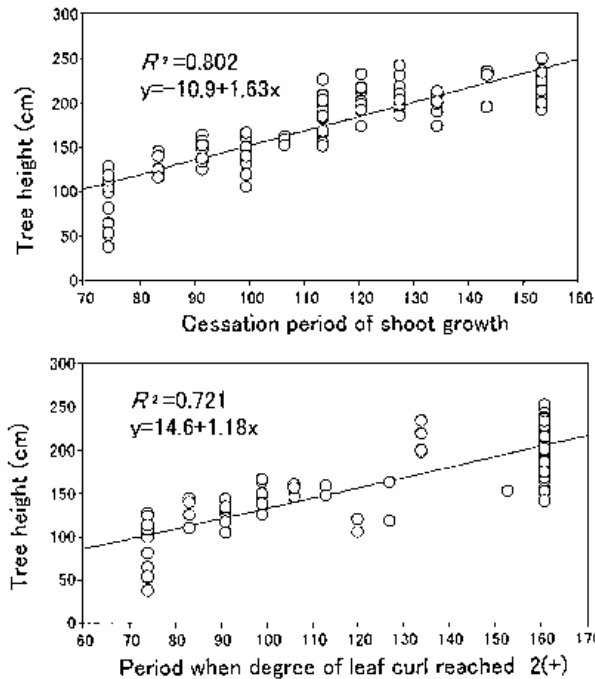 300
250
200
150
100
50
0
Tree height (cm)
R²=0.802
y=-10.9+1.63x
70 80 90 100 110 120 130 140 150 160
Cessation period of shoot growth
300
250
200
150
100
50
0
Tree height (cm)
R²=0.721
y=14.6+1.18x
60 80 90 100 110 120 130 140 150 160 170
Period when degree of leaf curl reached 2(+)